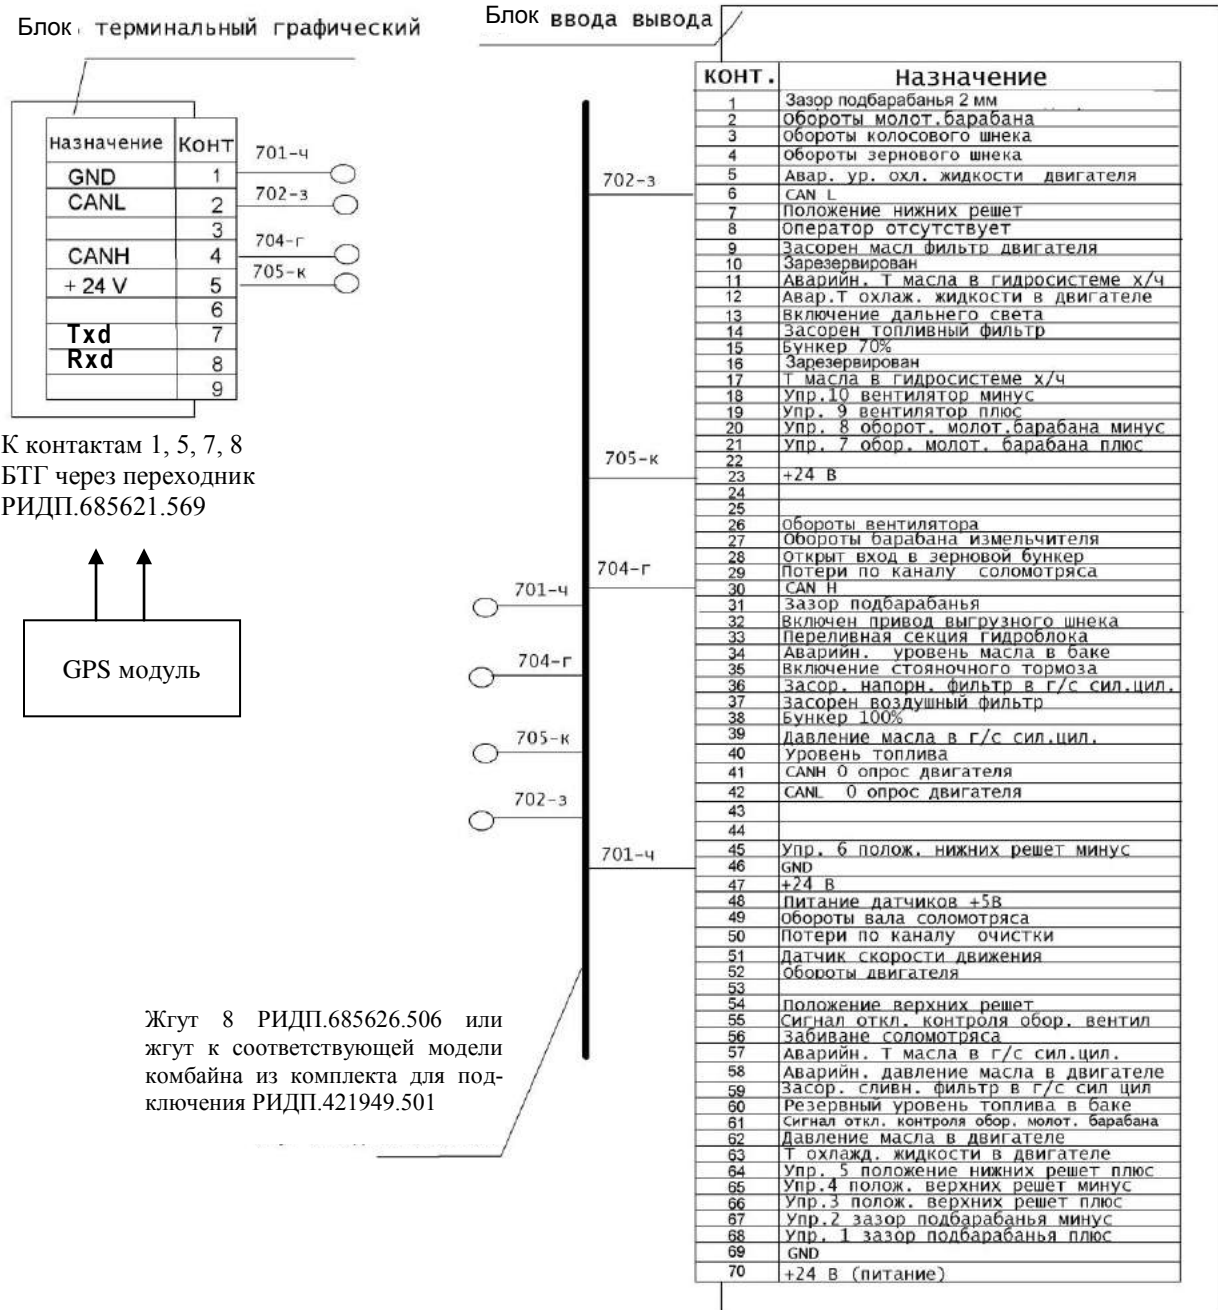 Блок терминальный графический
Назначение Конт
GND 1
CANL 2
3
CANH 4
+ 24 V 5
6
Txd 7
Rxd 8
9
701-ч
702-з
704-г
705-к
К контактам 1, 5, 7, 8
БТГ через переходник
РИДП.685621.569
GPS модуль
Блок ввода вывода
702-з
705-к
704-г
701-ч
701-ч
704-г
705-к
702-з
Жгут 8 РИДП.685626.506 или
жгут к соответствующей модели
комбайна из комплекта для под-
ключения РИДП.421949.501
КОНТ. Назначение
1 Зазор подбарабанья 2 мм
2 Обороты молот.барабана
3 Обороты колосового шнека
4 Обороты зернового шнека
5 Авар. ур. охл. жидкости двигателя
6 CAN L
7 Положение нижних решет
8 Оператор отсутствует
9 Засорен масл фильтр двигателя
10 Зарезервирован
11 Аварийн. Т масла в гидросистеме х/ч
12 Авар.Т охлаж. жидкости в двигателе
13 Включение дальнего света
14 Засорен топливный фильтр
15 Бункер 70%
16 Зарезервирован
17 Т масла в гидросистеме х/ч
18 Упр.10 вентилятор минус
19 Упр. 9 вентилятор плюс
20 Упр. 8 оборот. молот.барабана минус
21 Упр. 7 обор. молот. барабана плюс
22
23 +24 В
24
25
26 Обороты вентилятора
27 Обороты барабана измельчителя
28 Открыт вход в зерновой бункер
29 Потери по каналу соломотряса
30 CAN H
31 Зазор подбарабанья
32 Включен привод выгрузного шнека
33 Переливная секция гидроблока
34 Аварийн. уровень масла в баке
35 Включение стояночного тормоза
36 Засор. напорн. фильтр в г/с сил.цил.
37 Засорен воздушный фильтр
38 Бункер 100%
39 Давление масла в г/с сил.цил.
40 Уровень топлива
41 CANH 0 опрос двигателя
42 CANL 0 опрос двигателя
43
44
45 Упр. 6 полож. нижних решет минус
46 GND
47 +24 В
48 Питание датчиков +5В
49 Обороты вала соломотряса
50 Потери по каналу очистки
51 Датчик скорости движения
52 Обороты двигателя
53
54 Положение верхних решет
55 Сигнал откл. контроля обор. вентил
56 Забиване соломотряса
57 Аварийн. Т масла в г/с сил.цил.
58 Аварийн. давление масла в двигателе
59 Засор. сливн. фильтр в г/с сил цил
60 Резервный уровень топлива в баке
61 Сигнал откл. контроля обор. молот. барабана
62 Давление масла в двигателе
63 Т охлажд. жидкости в двигателе
64 Упр. 5 положение нижних решет плюс
65 Упр.4 полож. верхних решет минус
66 Упр.3 полож. верхних решет плюс
67 Упр.2 зазор подбарабанья минус
68 Упр. 1 зазор подбарабанья плюс
69 GND
70 +24 В (питание)